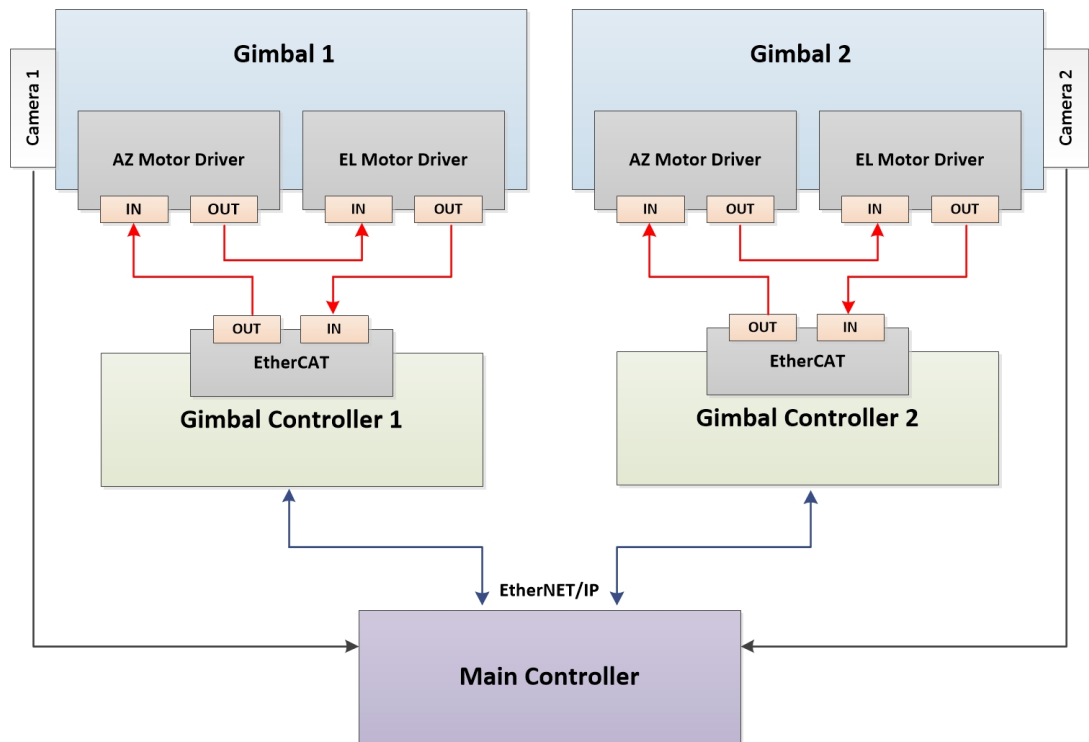 Gimbal 1
Gimbal 2
Camera 1
Camera 2
AZ Motor Driver
EL Motor Driver
AZ Motor Driver
EL Motor Driver
IN
OUT
IN
OUT
IN
OUT
IN
OUT
OUT
IN
OUT
IN
EtherCAT
EtherCAT
Gimbal Controller 1
Gimbal Controller 2
EtherNET/IP
Main Controller